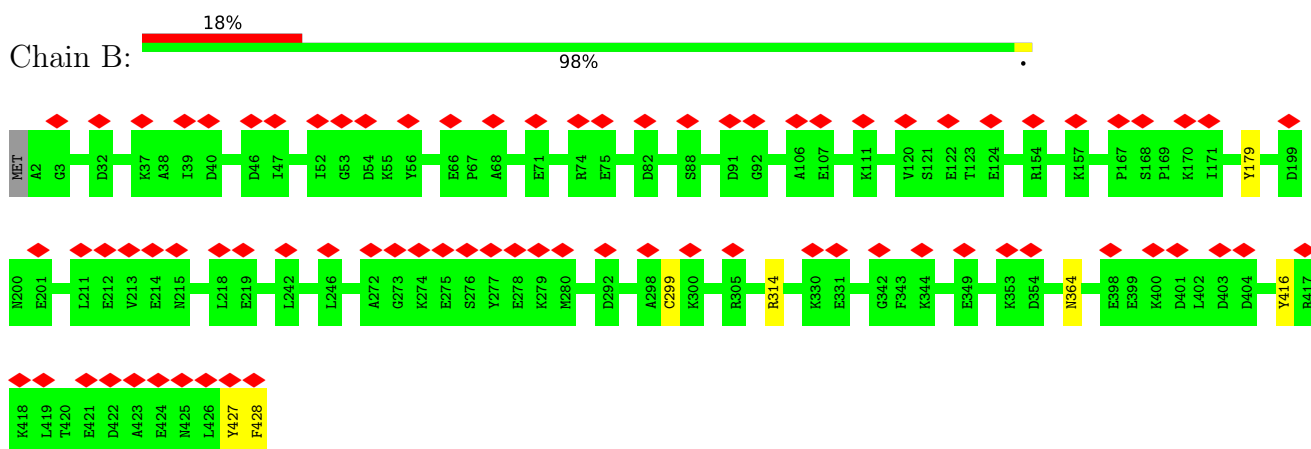 18%
Chain B:
98%
•
MET A2 G3 D32 K37 A38 I39 D40 D46 I47 I52 G53 D54 K55 Y56 E66 P67 A68 E71 R74 E75 D82 S88 D91 G92 A106 E107 K111 V120 S121 E122 T123 E124 R154 K157 P167 S168 P169 K170 I171 Y179 D199
N200 E201 L211 E212 V213 E214 N215 L218 E219 L242 L246 A272 G273 K274 E275 S276 Y277 E278 K279 M280 D292 A298 C299 K300 R305 R314 K330 E331 G342 F343 K344 E349 K353 D354 N364 E398 E399 K400 D401 L402 D403 D404 Y416 R417
K418 L419 T420 E421 D422 A423 E424 N425 L426 Y427 F428